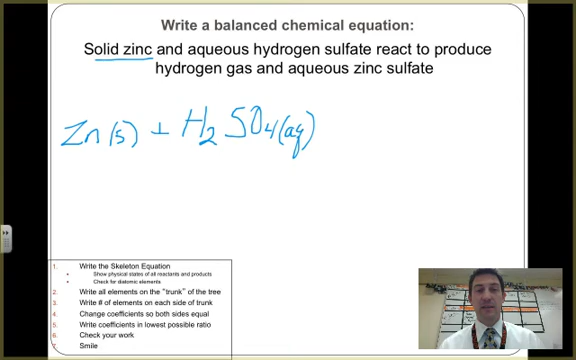 Write a balanced chemical equation:
Solid zinc and aqueous hydrogen sulfate react to produce
hydrogen gas and aqueous zinc sulfate
Zn(s) + H₂SO₄(aq)
1. Write the Skeleton Equation
• Show physical states of all reactants and products
• Check for diatomic elements
2. Write all elements on the "trunk" of the tree
3. Write # of elements on each side of trunk
4. Change coefficients so both sides equal
5. Write coefficients in lowest possible ratio
6. Check your work
7. Smile